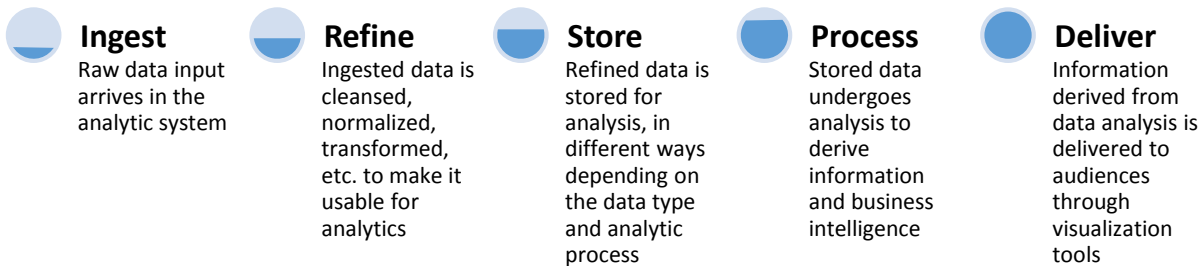 Ingest
Raw data input
arrives in the
analytic system
Refine
Ingested data is
cleansed,
normalized,
transformed,
etc. to make it
usable for
analytics
Store
Refined data is
stored for
analysis, in
different ways
depending on
the data type
and analytic
process
Process
Stored data
undergoes
analysis to
derive
information
and business
intelligence
Deliver
Information
derived from
data analysis is
delivered to
audiences
through
visualization
tools